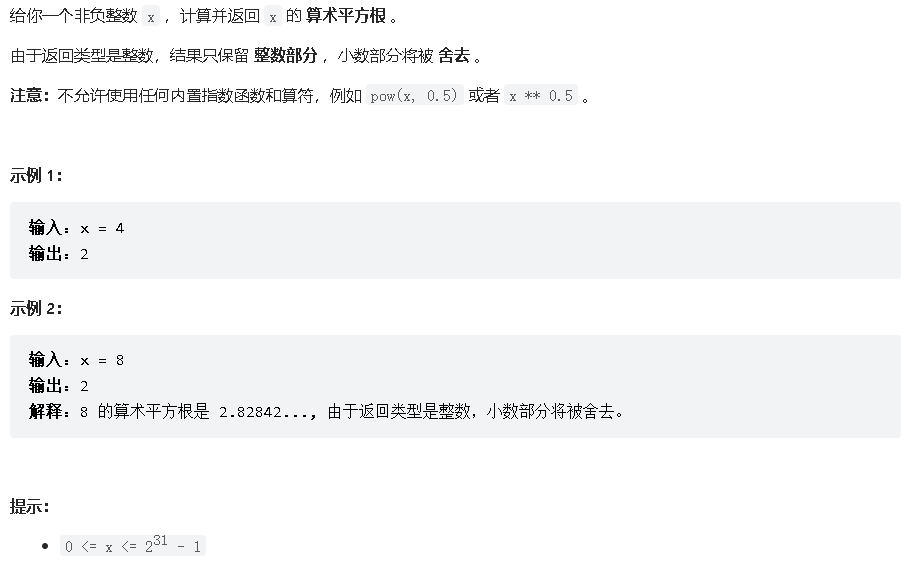 给你一个非负整数 x ，计算并返回 x 的 算术平方根 。
由于返回类型是整数，结果只保留 整数部分 ，小数部分将被 舍去 。
注意：不允许使用任何内置指数函数和算符，例如 pow(x, 0.5) 或者 x ** 0.5 。
示例 1：
输入：x = 4
输出：2
示例 2：
输入：x = 8
输出：2
解释：8 的算术平方根是 2.82842..., 由于返回类型是整数，小数部分将被舍去。
提示：
• 0 <= x <= 2³¹ - 1